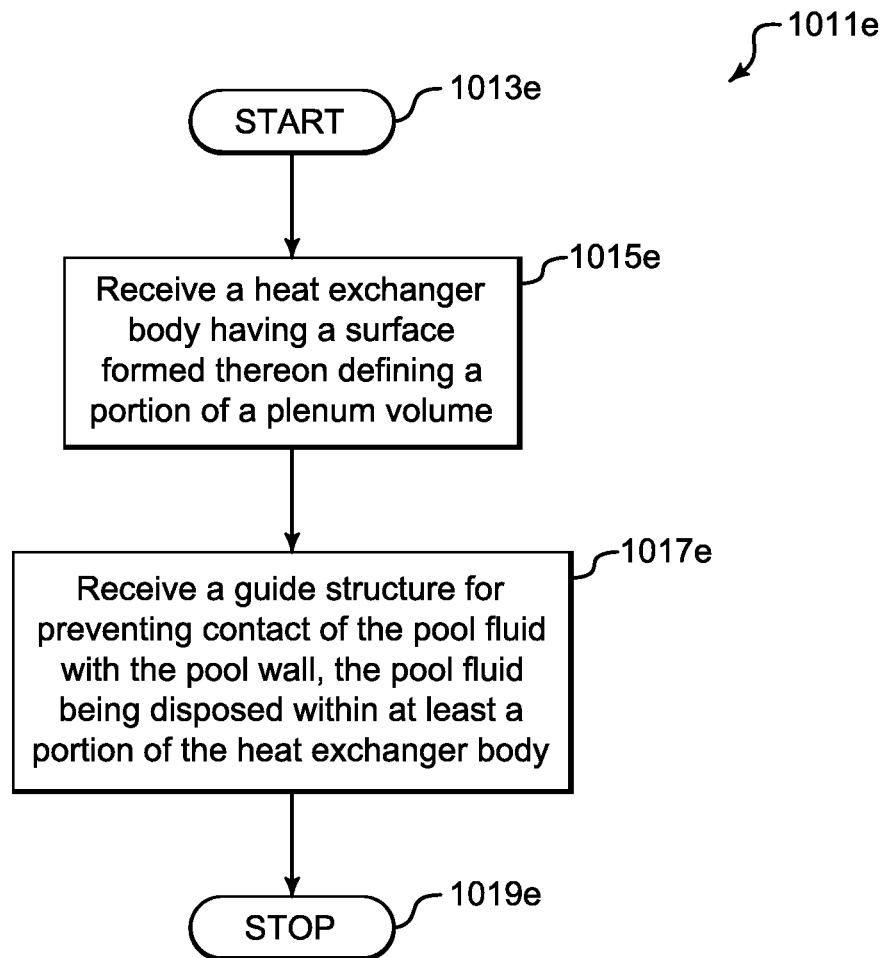 1011e
1013e
START
1015e
Receive a heat exchanger
body having a surface
formed thereon defining a
portion of a plenum volume
1017e
Receive a guide structure for
preventing contact of the pool fluid
with the pool wall, the pool fluid
being disposed within at least a
portion of the heat exchanger body
1019e
STOP